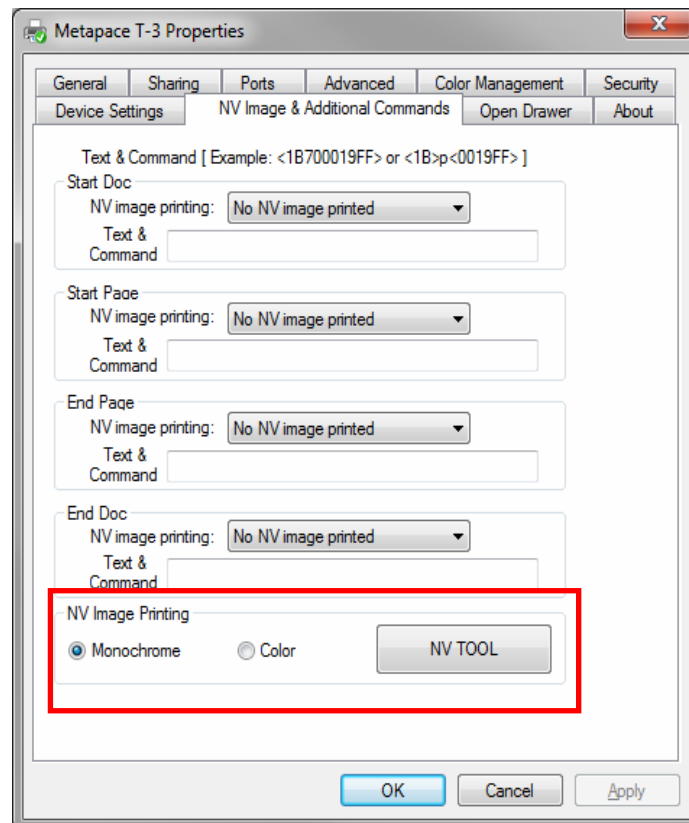 Metapace T-3 Properties
X
General Sharing Ports Advanced Color Management Security
Device Settings NV Image & Additional Commands Open Drawer About
Text & Command [ Example: <1B700019FF> or <1B>p<0019FF> ]
Start Doc
NV image printing: No NV image printed
Text &
Command
Start Page
NV image printing: No NV image printed
Text &
Command
End Page
NV image printing: No NV image printed
Text &
Command
End Doc
NV image printing: No NV image printed
Text &
Command
NV Image Printing
Monochrome Color NV TOOL
OK Cancel Apply